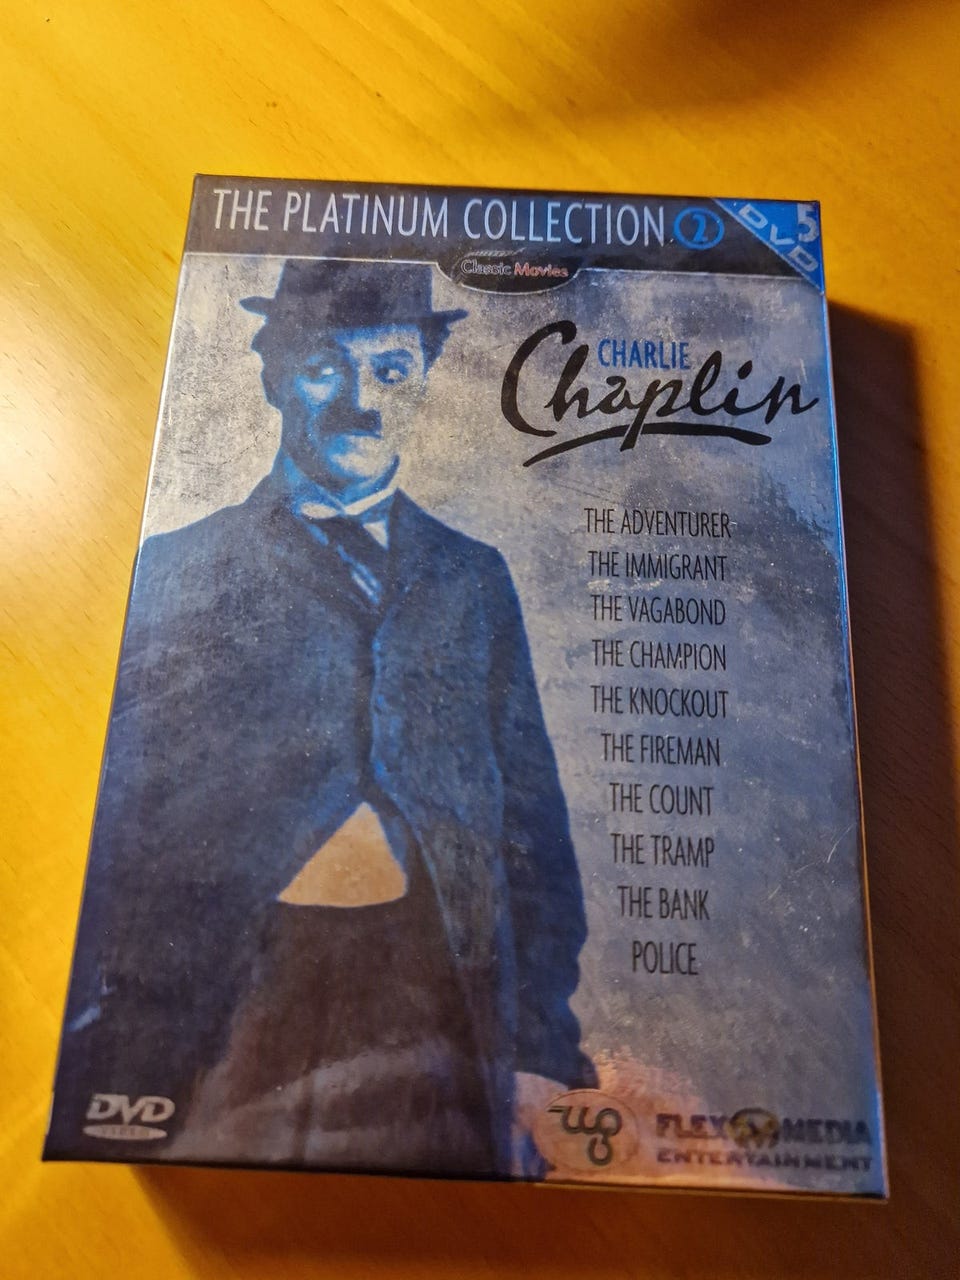 THE PLATINUM COLLECTION 2
5
DVD
Classic Movies
CHARLIE
Chaplin
THE ADVENTURER
THE IMMIGRANT
THE VAGABOND
THE CHAMPION
THE KNOCKOUT
THE FIREMAN
THE COUNT
THE TRAMP
THE BANK
POLICE
DVD
VIDEO
FLEX MEDIA
ENTERTAINMENT